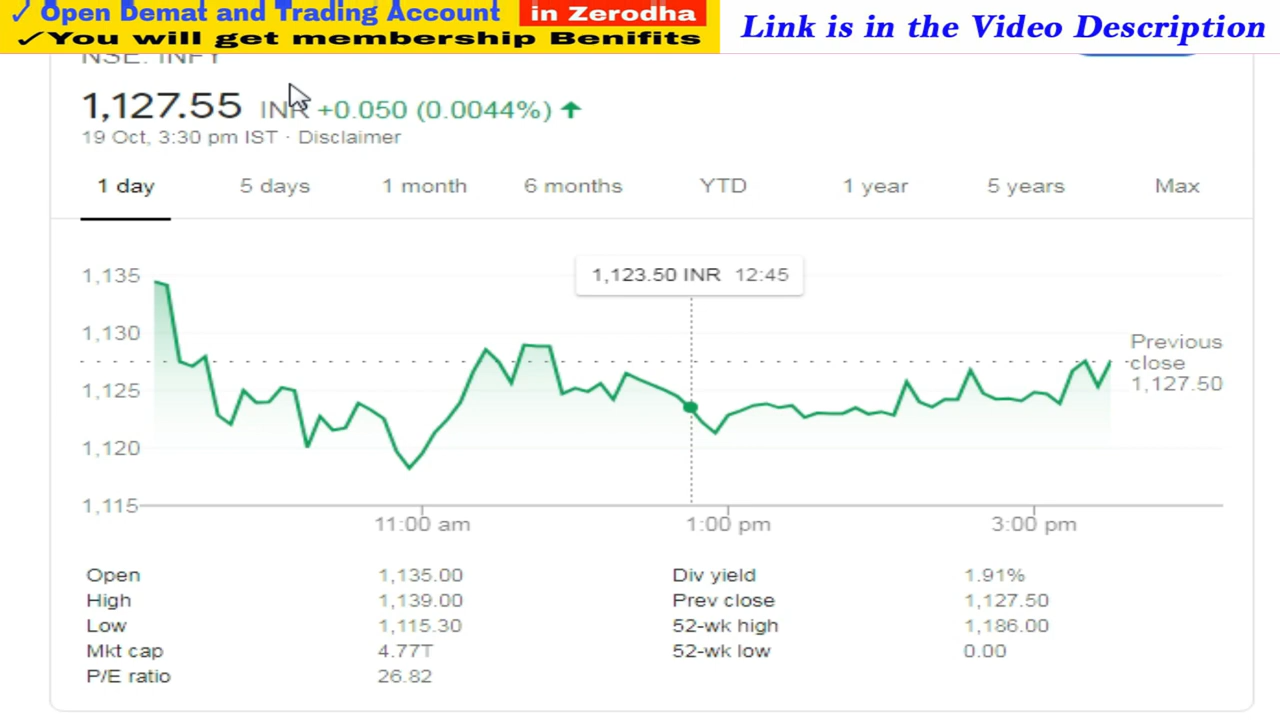 ✓ Open Demat and Trading Account in Zerodha
✓You will get membership Benifits
Link is in the Video Description
NSE: INFY
1,127.55 INR +0.050 (0.0044%) ↑
19 Oct, 3:30 pm IST · Disclaimer
1 day 5 days 1 month 6 months YTD 1 year 5 years Max
1,123.50 INR 12:45
1,135
1,130
1,125
1,120
1,115
Previous
close
1,127.50
11:00 am 1:00 pm 3:00 pm
Open 1,135.00 Div yield 1.91%
High 1,139.00 Prev close 1,127.50
Low 1,115.30 52-wk high 1,186.00
Mkt cap 4.77T 52-wk low 0.00
P/E ratio 26.82